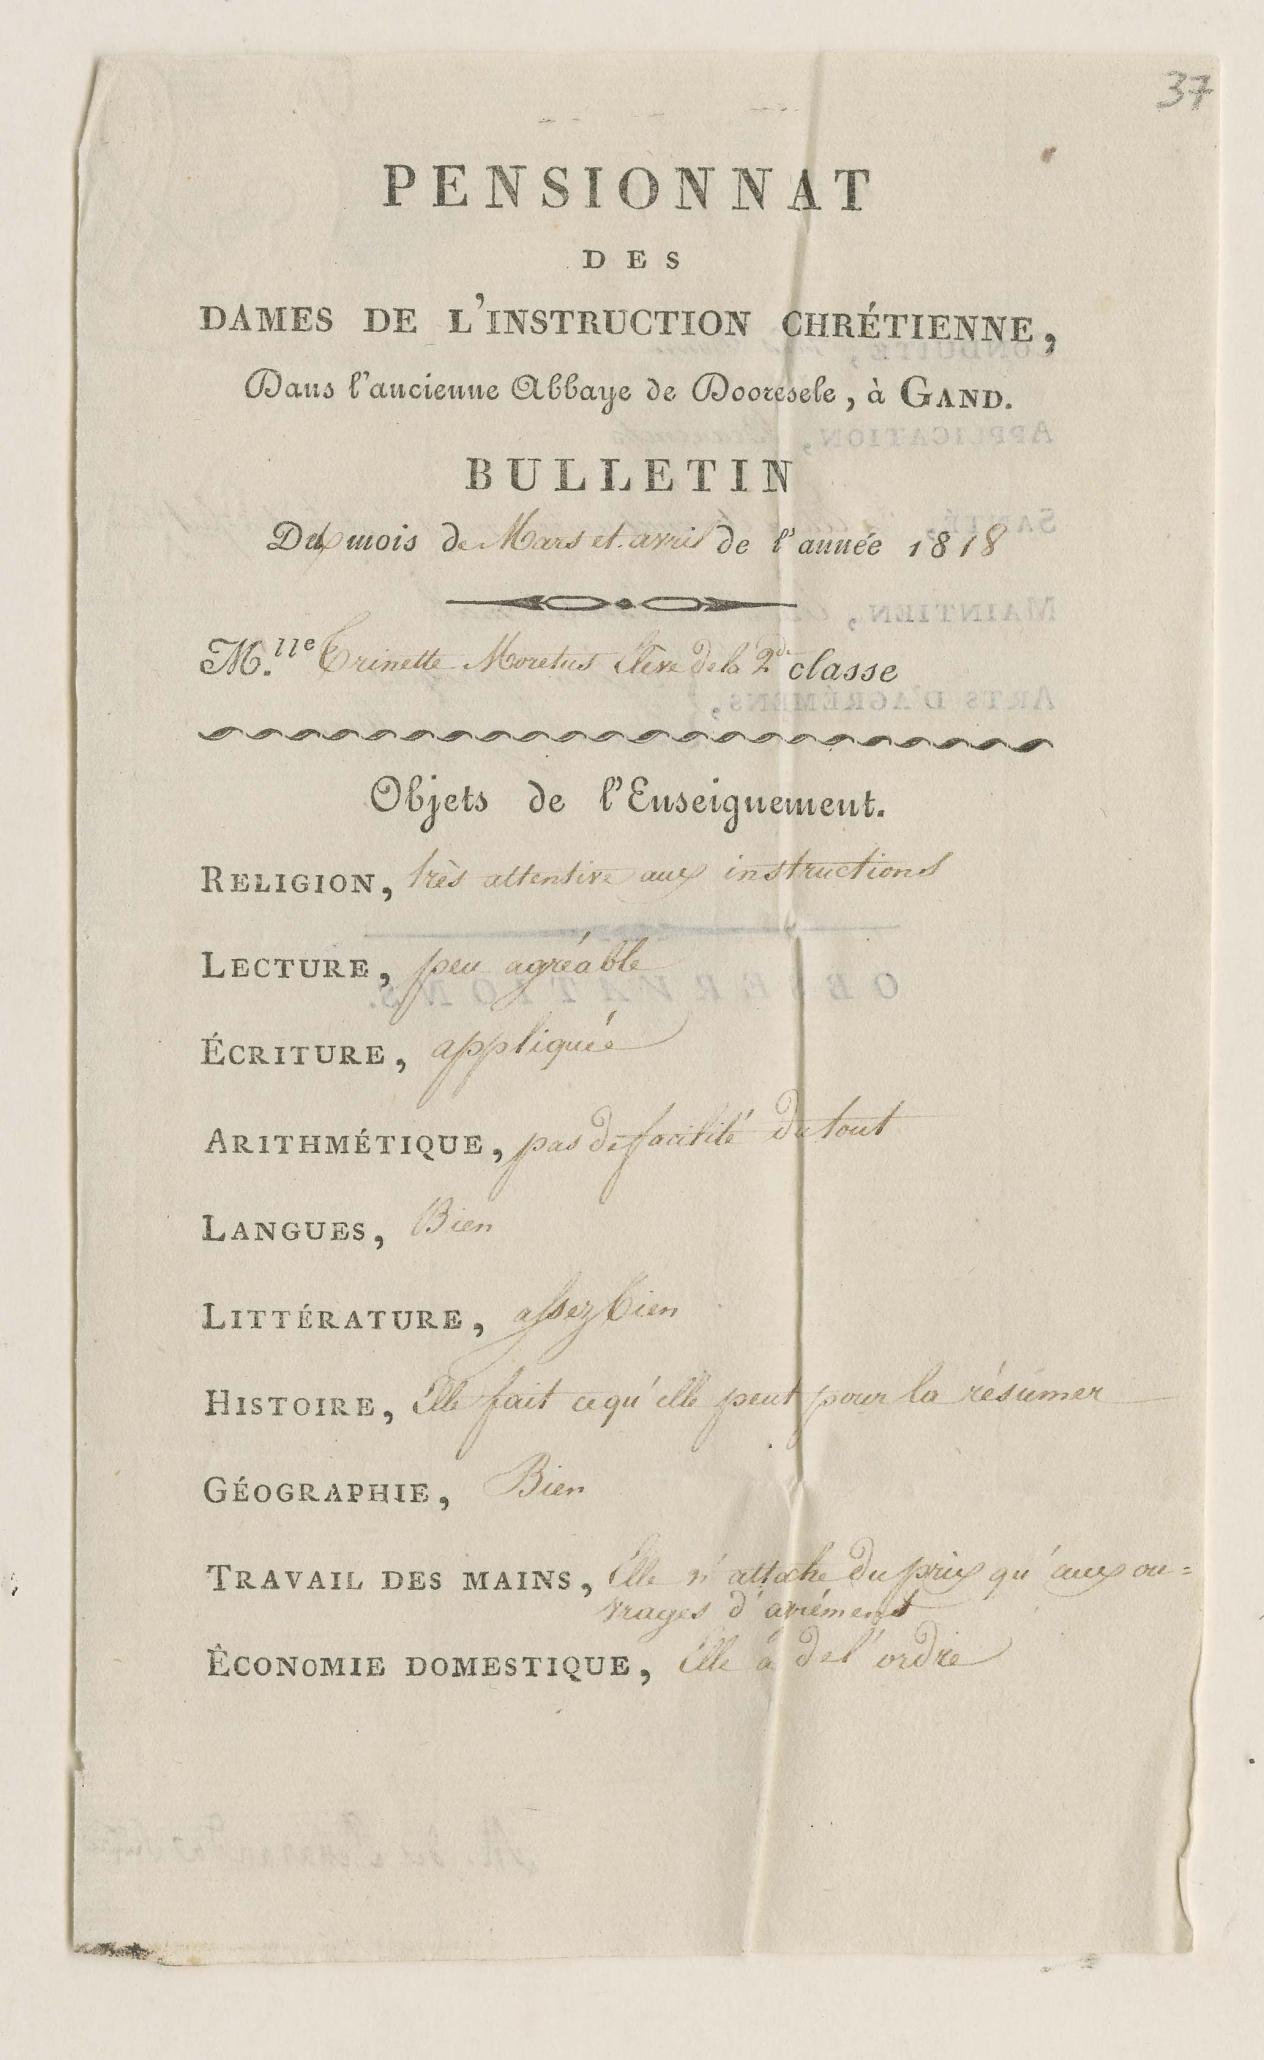 37
PENSIONNAT
DES
DAMES DE L'INSTRUCTION CHRÉTIENNE,
Dans l'ancienne Abbaye de Dooresele, à GAND.
BULLETIN
Des mois de Mars et avril de l'année 1818
M.lle Trinette Moretus Elève de la 2de classe
Objets de l'Enseignement.
RELIGION, très attentive aux instructions
LECTURE, peu agréable
ÉCRITURE, appliquée
ARITHMÉTIQUE, pas de facilité du tout
LANGUES, Bien
LITTÉRATURE, assez bien
HISTOIRE, Elle fait ce qu'elle peut pour la résumer
GÉOGRAPHIE, Bien
TRAVAIL DES MAINS, Elle n'attache du prix qu'aux ou=
vrages d'agrément
ÉCONOMIE DOMESTIQUE, Elle a de l'ordre